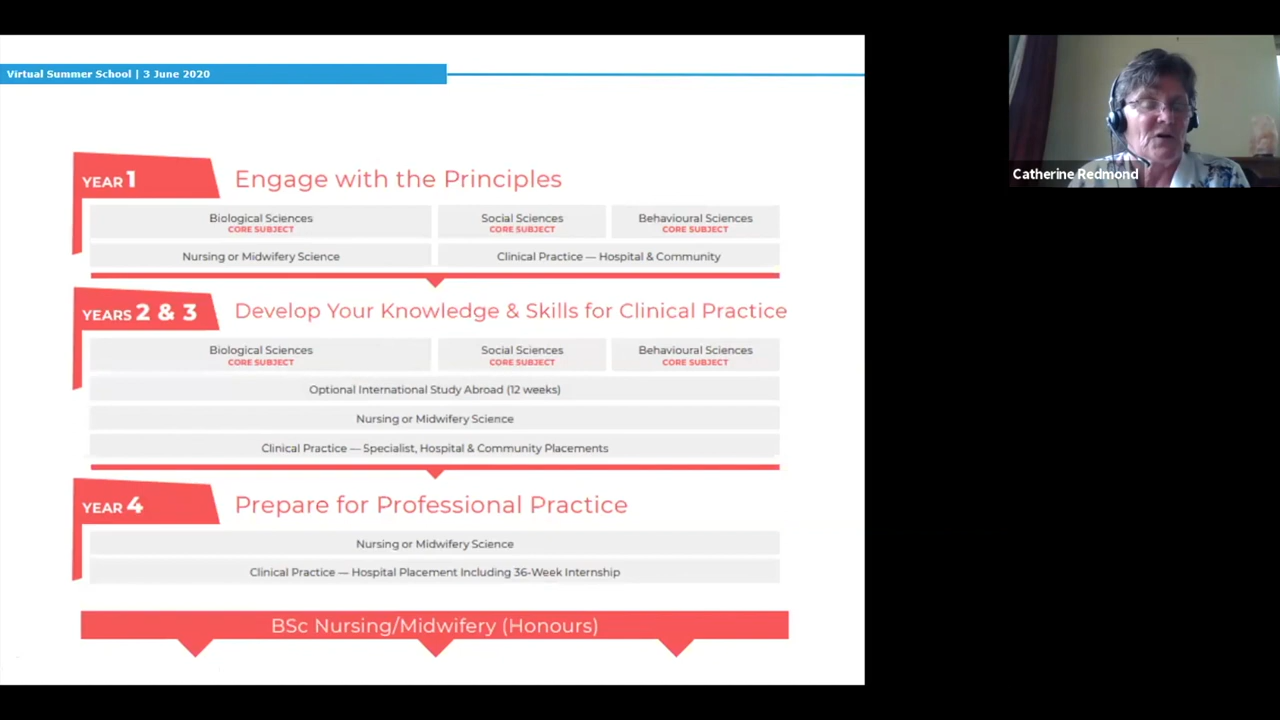 Virtual Summer School | 3 June 2020
Catherine Redmond
YEAR 1
Engage with the Principles
Biological Sciences
CORE SUBJECT
Social Sciences
CORE SUBJECT
Behavioural Sciences
CORE SUBJECT
Nursing or Midwifery Science
Clinical Practice — Hospital & Community
YEARS 2 & 3
Develop Your Knowledge & Skills for Clinical Practice
Biological Sciences
CORE SUBJECT
Social Sciences
CORE SUBJECT
Behavioural Sciences
CORE SUBJECT
Optional International Study Abroad (12 weeks)
Nursing or Midwifery Science
Clinical Practice — Specialist, Hospital & Community Placements
YEAR 4
Prepare for Professional Practice
Nursing or Midwifery Science
Clinical Practice — Hospital Placement Including 36-Week Internship
BSc Nursing/Midwifery (Honours)